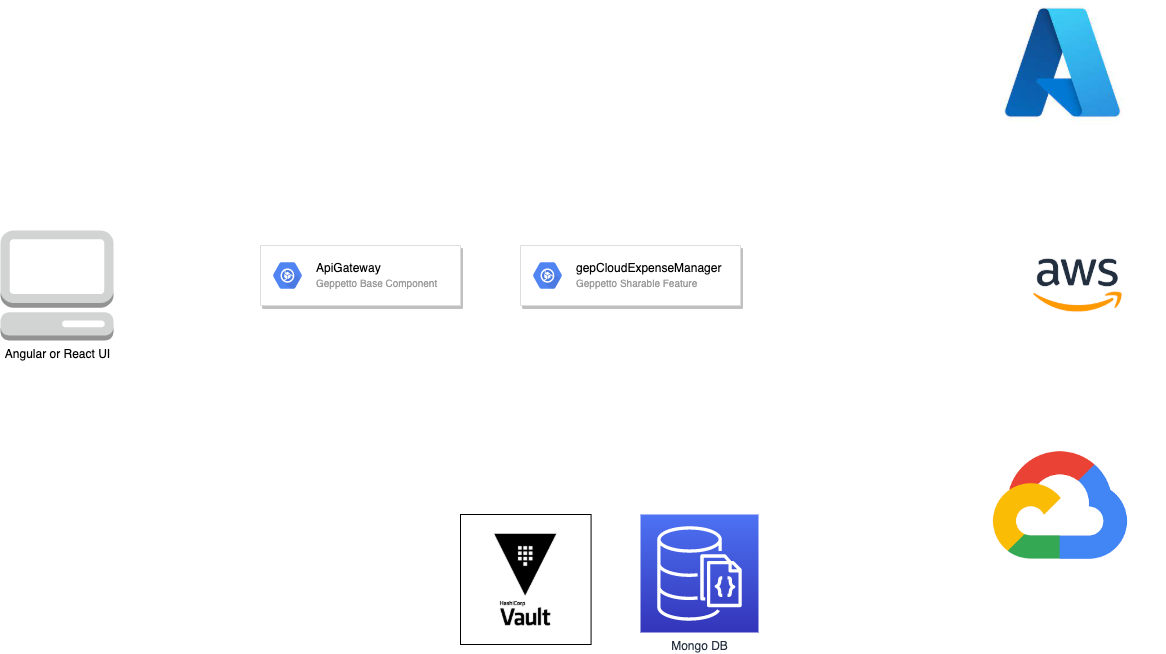 Angular or React UI
ApiGateway
Geppetto Base Component
gepCloudExpenseManager
Geppetto Sharable Feature
aws
HashiCorp
Vault
{ }
Mongo DB